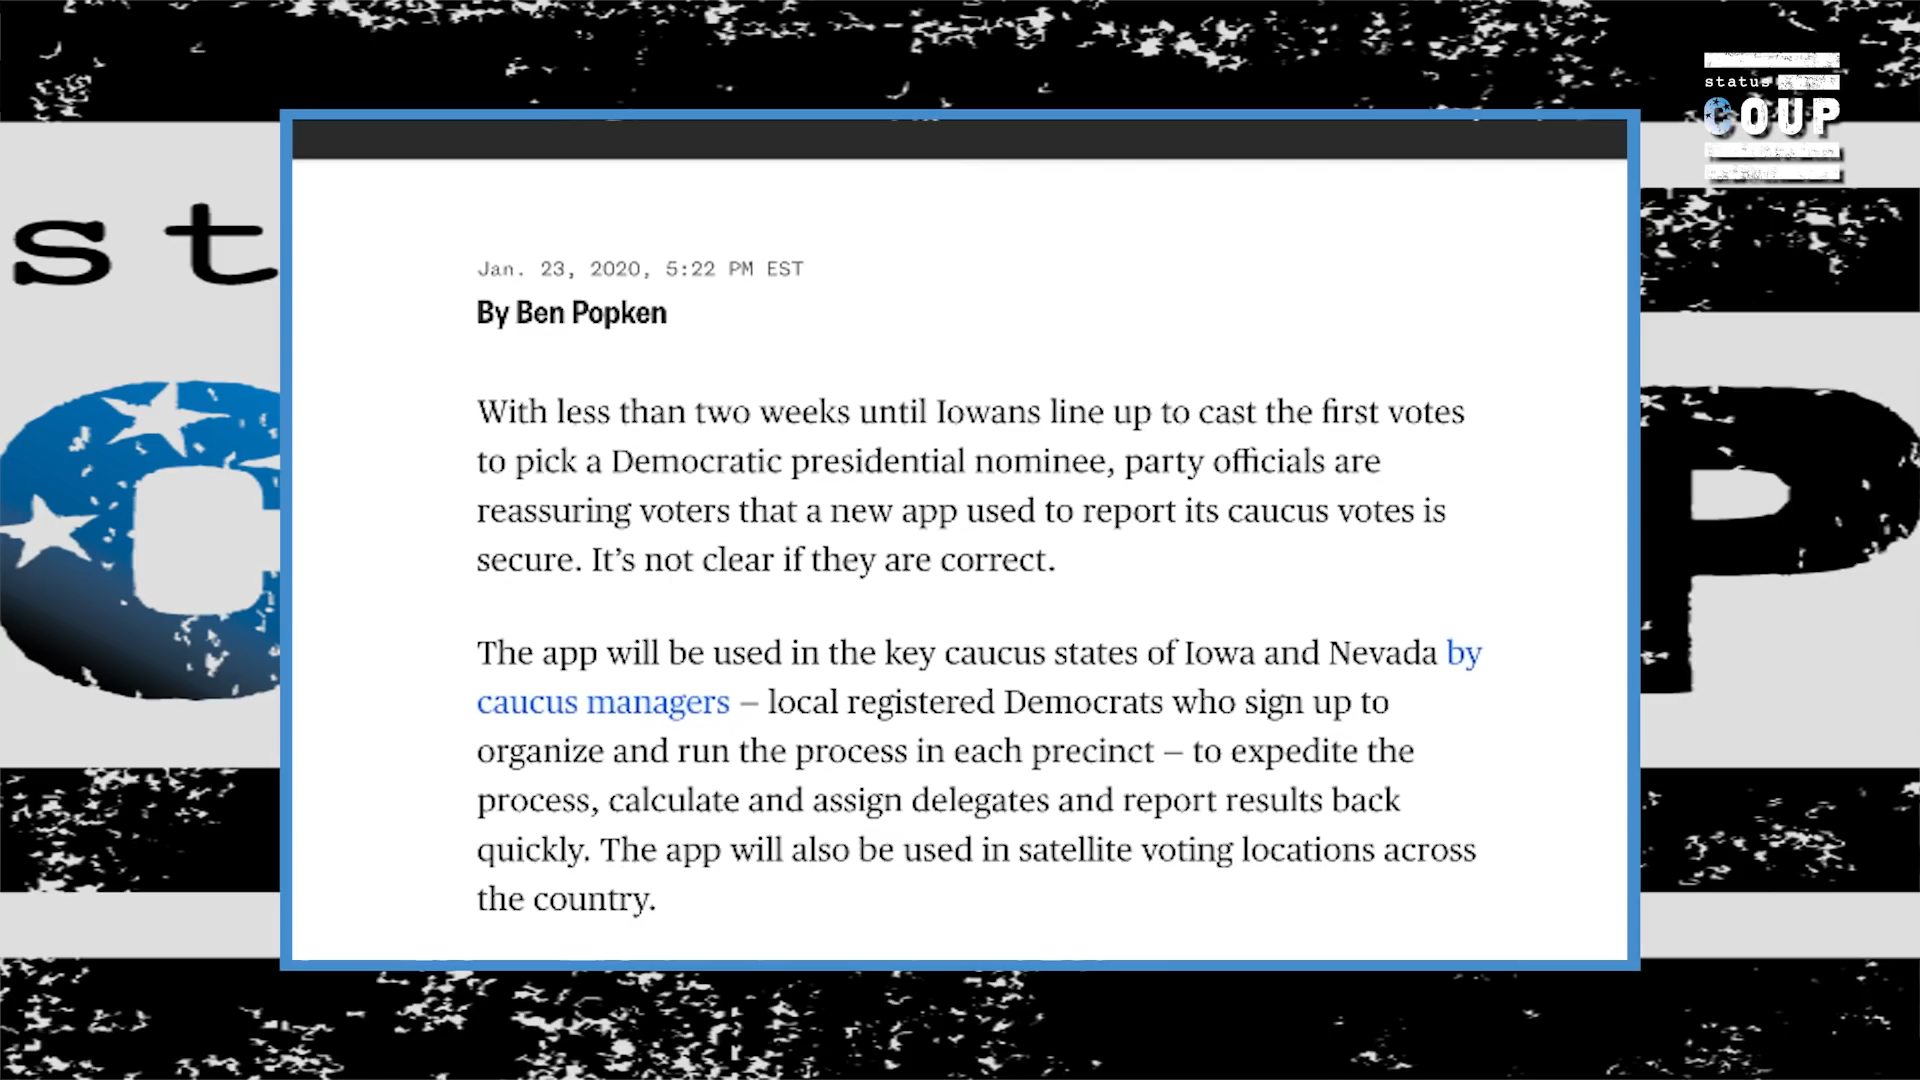 status
COUP
st
C
P
Jan. 23, 2020, 5:22 PM EST
By Ben Popken
With less than two weeks until Iowans line up to cast the first votes
to pick a Democratic presidential nominee, party officials are
reassuring voters that a new app used to report its caucus votes is
secure. It’s not clear if they are correct.
The app will be used in the key caucus states of Iowa and Nevada by
caucus managers — local registered Democrats who sign up to
organize and run the process in each precinct — to expedite the
process, calculate and assign delegates and report results back
quickly. The app will also be used in satellite voting locations across
the country.